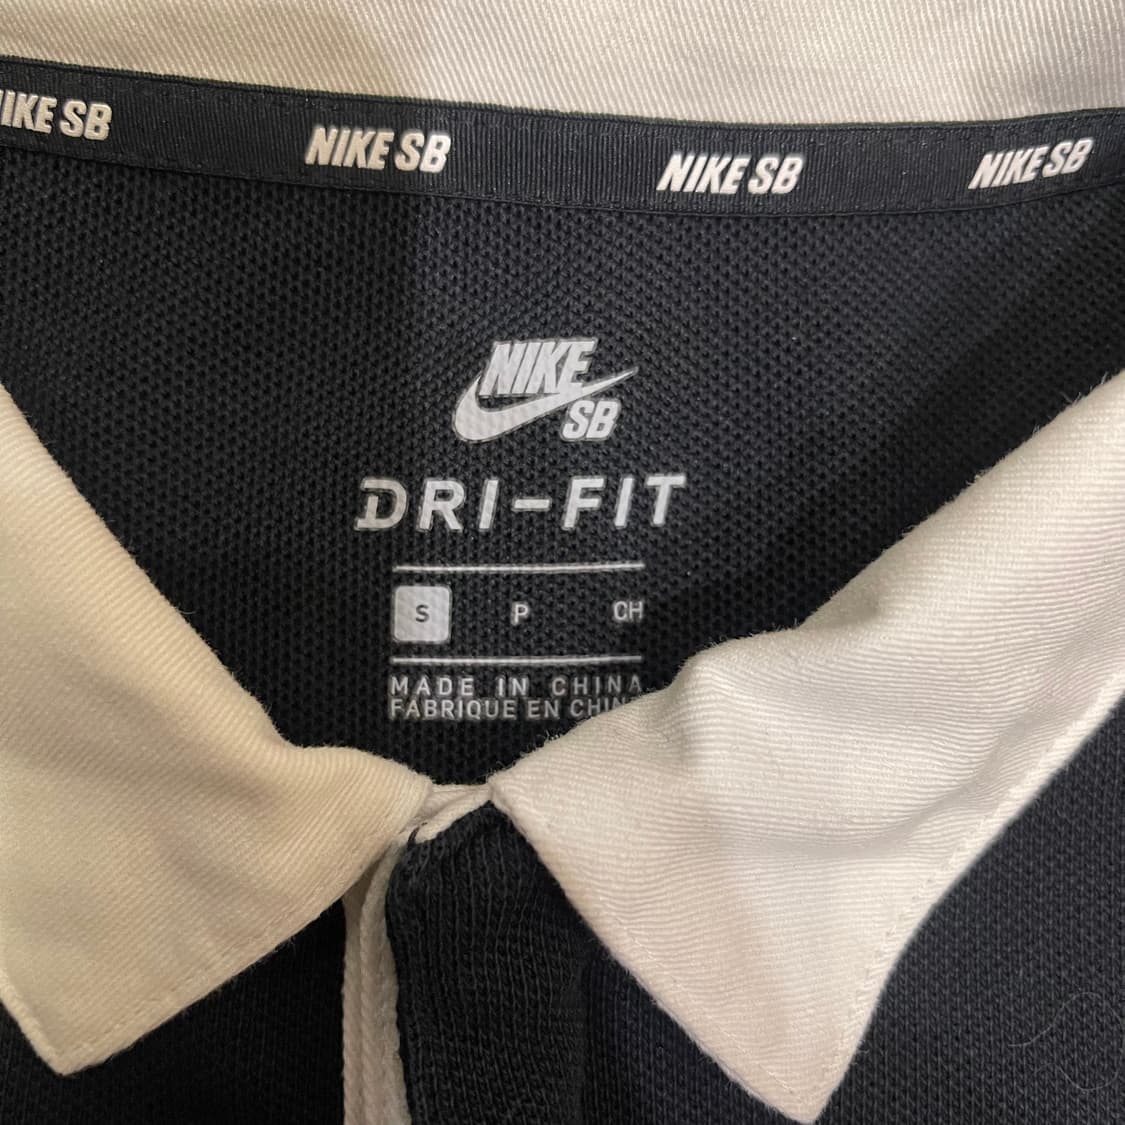 NIKE SB NIKE SB NIKE SB NIKE SB
NIKE
SB
DRI-FIT
S P CH
MADE IN CHINA
FABRIQUE EN CHINE